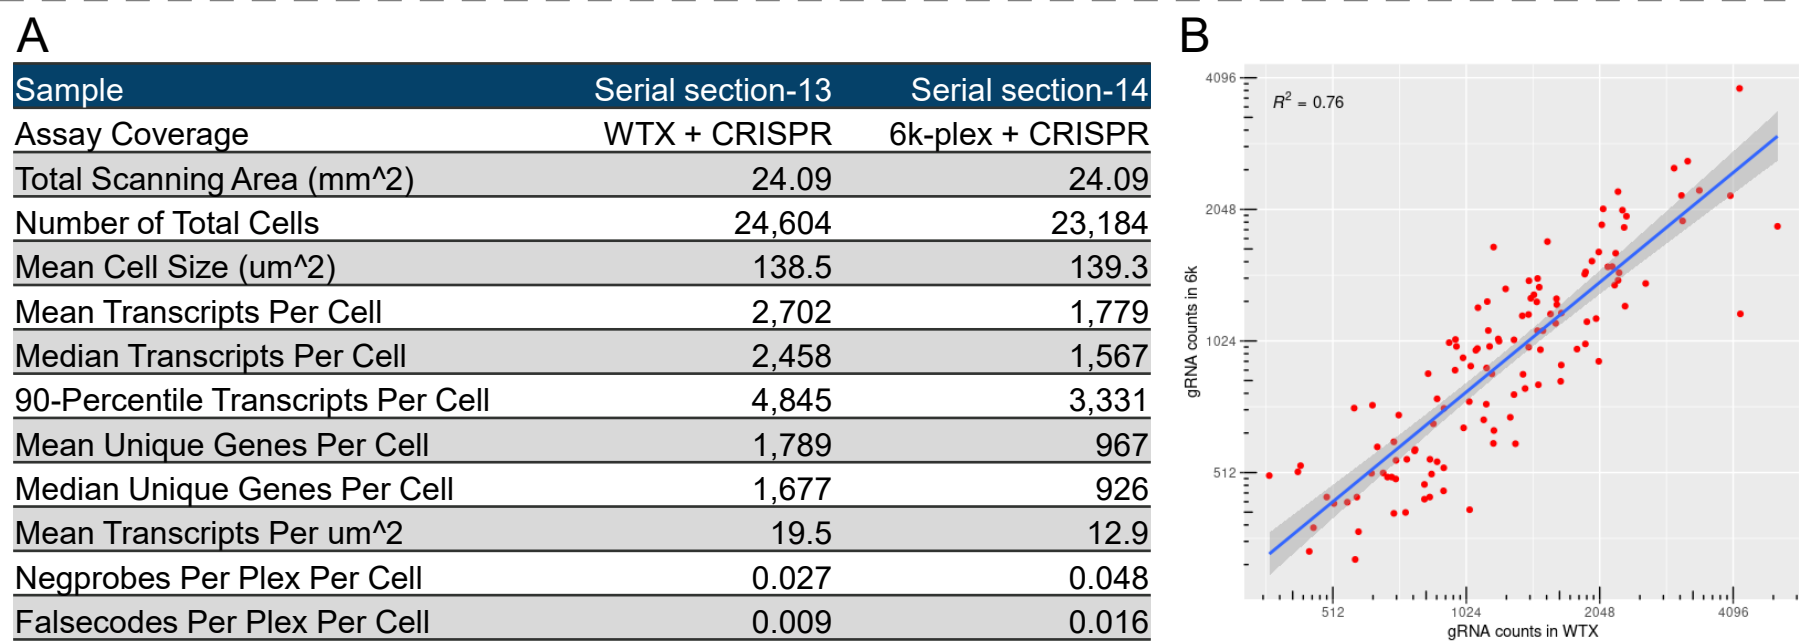 A
Sample Serial section-13 Serial section-14
Assay Coverage WTX + CRISPR 6k-plex + CRISPR
Total Scanning Area (mm^2) 24.09 24.09
Number of Total Cells 24,604 23,184
Mean Cell Size (um^2) 138.5 139.3
Mean Transcripts Per Cell 2,702 1,779
Median Transcripts Per Cell 2,458 1,567
90-Percentile Transcripts Per Cell 4,845 3,331
Mean Unique Genes Per Cell 1,789 967
Median Unique Genes Per Cell 1,677 926
Mean Transcripts Per um^2 19.5 12.9
Negprobes Per Plex Per Cell 0.027 0.048
Falsecodes Per Plex Per Cell 0.009 0.016
B
R² = 0.76
4096
2048
1024
512
gRNA counts in 6k
512 1024 2048 4096
gRNA counts in WTX